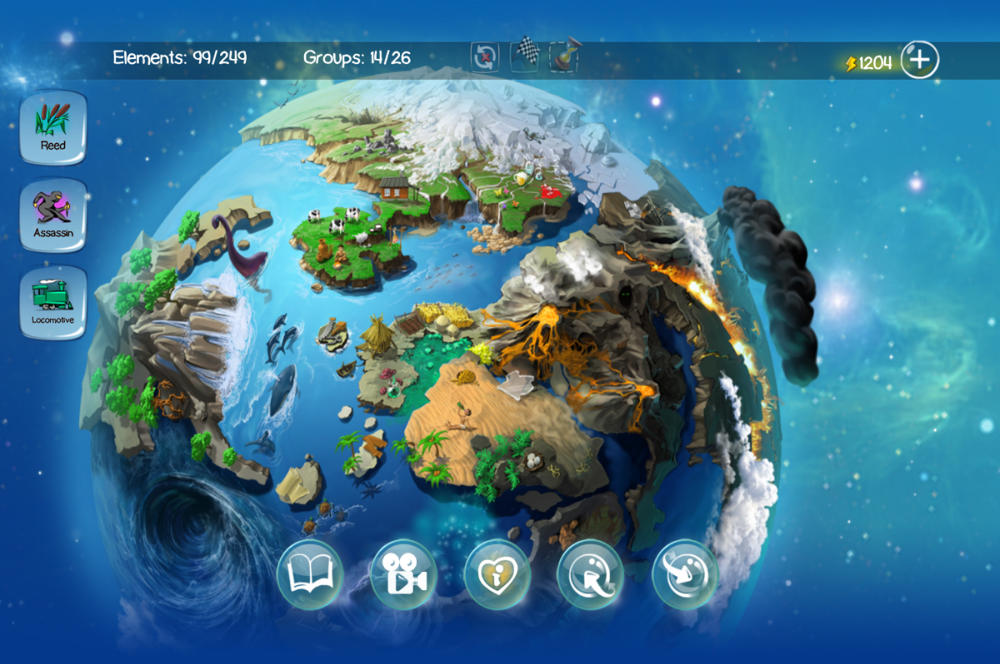 Elements: 99/249
Groups: 14/26
1204
Reed
Assassin
Locomotive